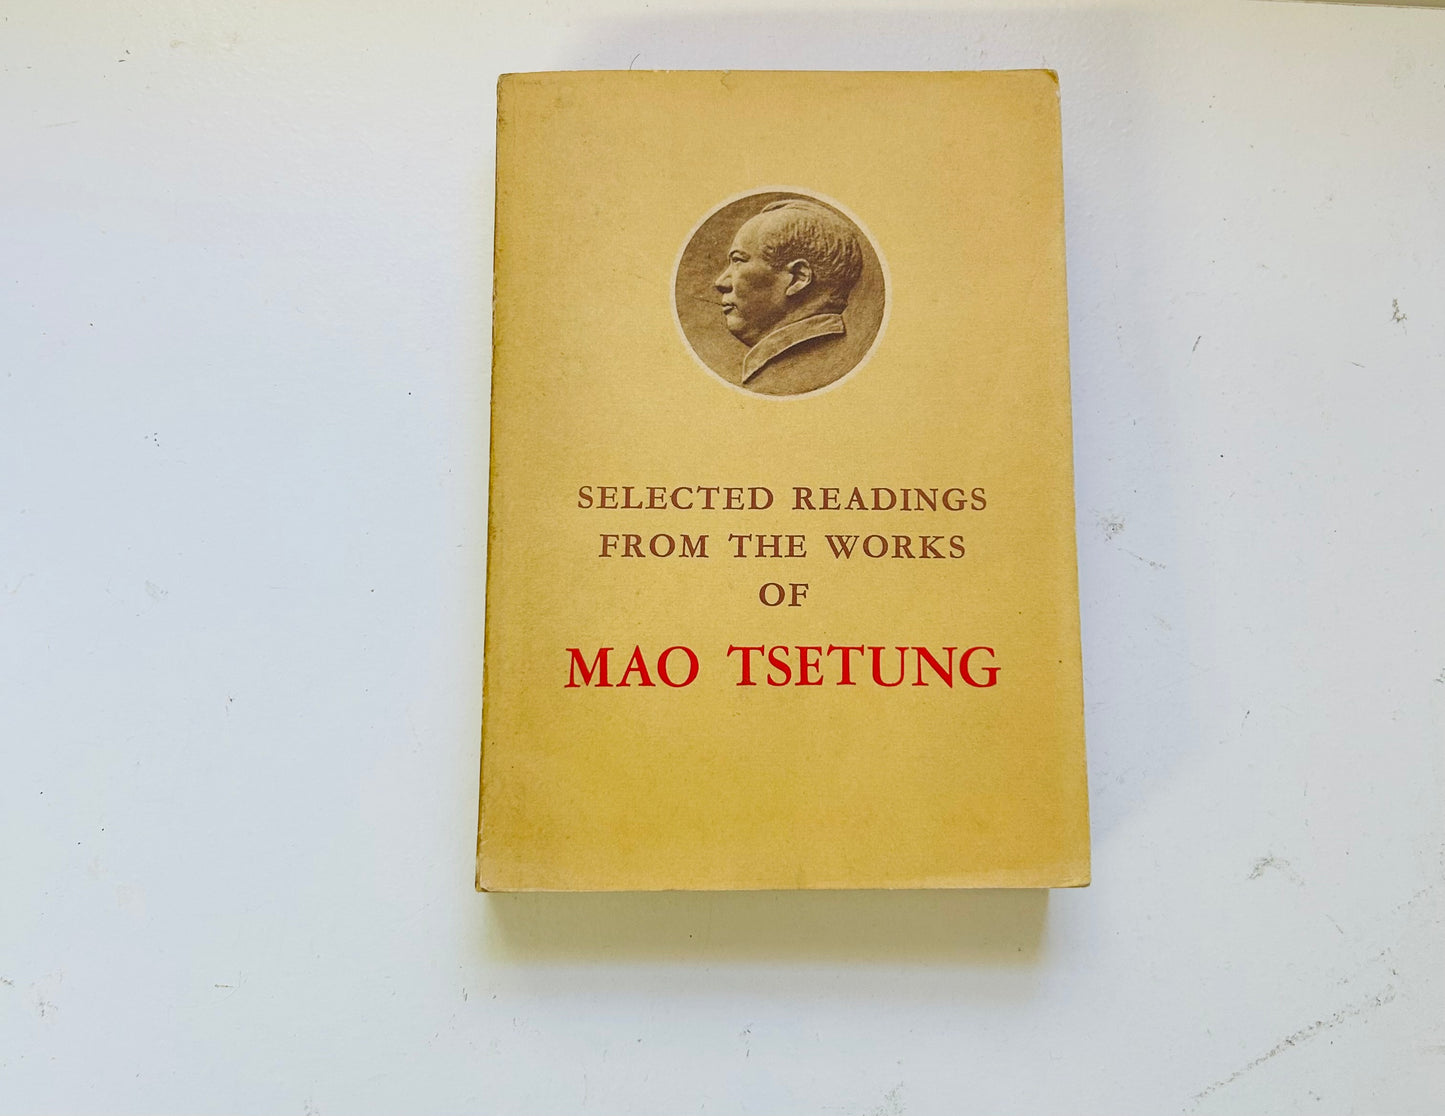 SELECTED READINGS
FROM THE WORKS
OF
MAO TSETUNG